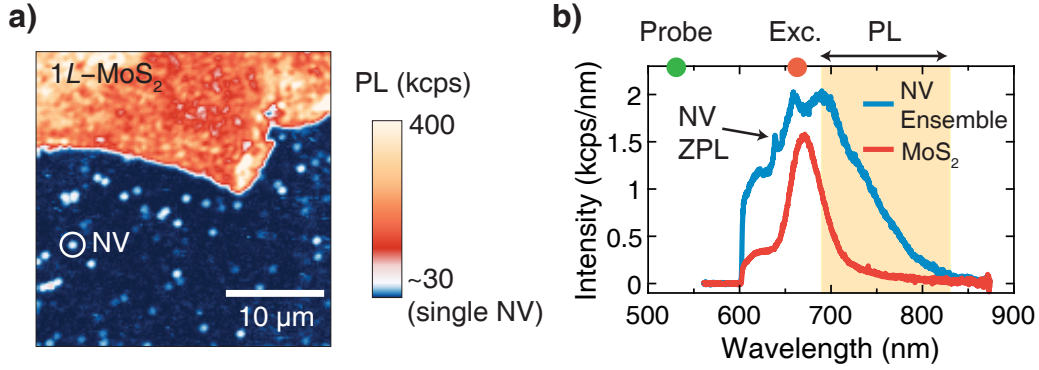 a)
1L–MoS₂
NV
10 µm
PL (kcps)
400
~30
(single NV)
b)
Probe Exc. PL
NV
ZPL
NV
Ensemble
MoS₂
Intensity (kcps/nm)
2
1.5
1
0.5
0
500 600 700 800 900
Wavelength (nm)